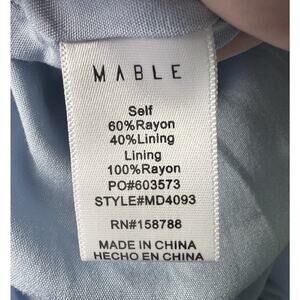 MABLE
Self
60%Rayon
40%Lining
Lining
100%Rayon
PO#603573
STYLE#MD4093
RN#158788
MADE IN CHINA
HECHO EN CHINA